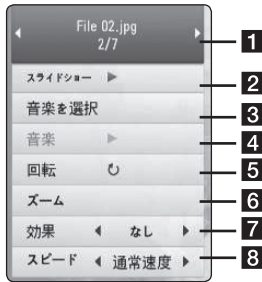 File 02.jpg
2/7
1
スライドショー ▶ 2
音楽を選択 3
音楽 ▶ 4
回転 ↻ 5
ズーム 6
効果 ◀ なし ▶ 7
スピード ◀ 通常速度 ▶ 8